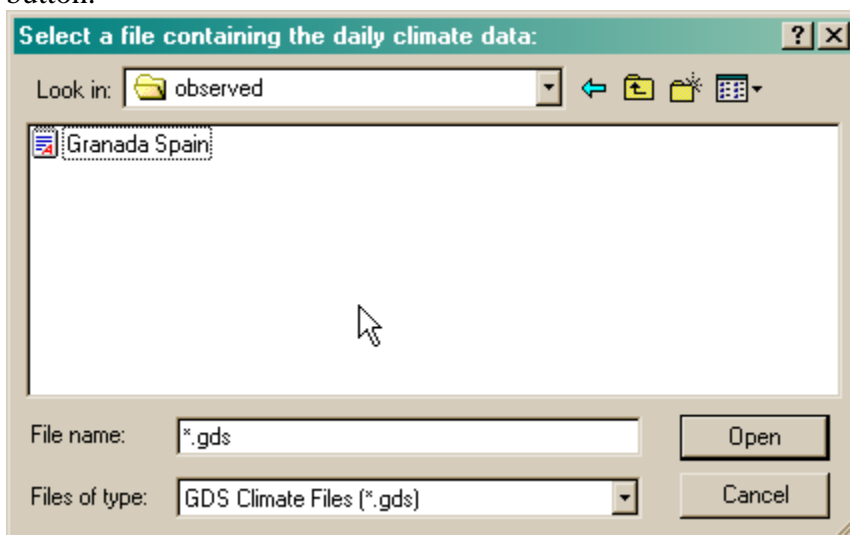 button.
Select a file containing the daily climate data:
Look in: observed
Granada Spain
File name: *.gds Open
Files of type: GDS Climate Files (*.gds) Cancel